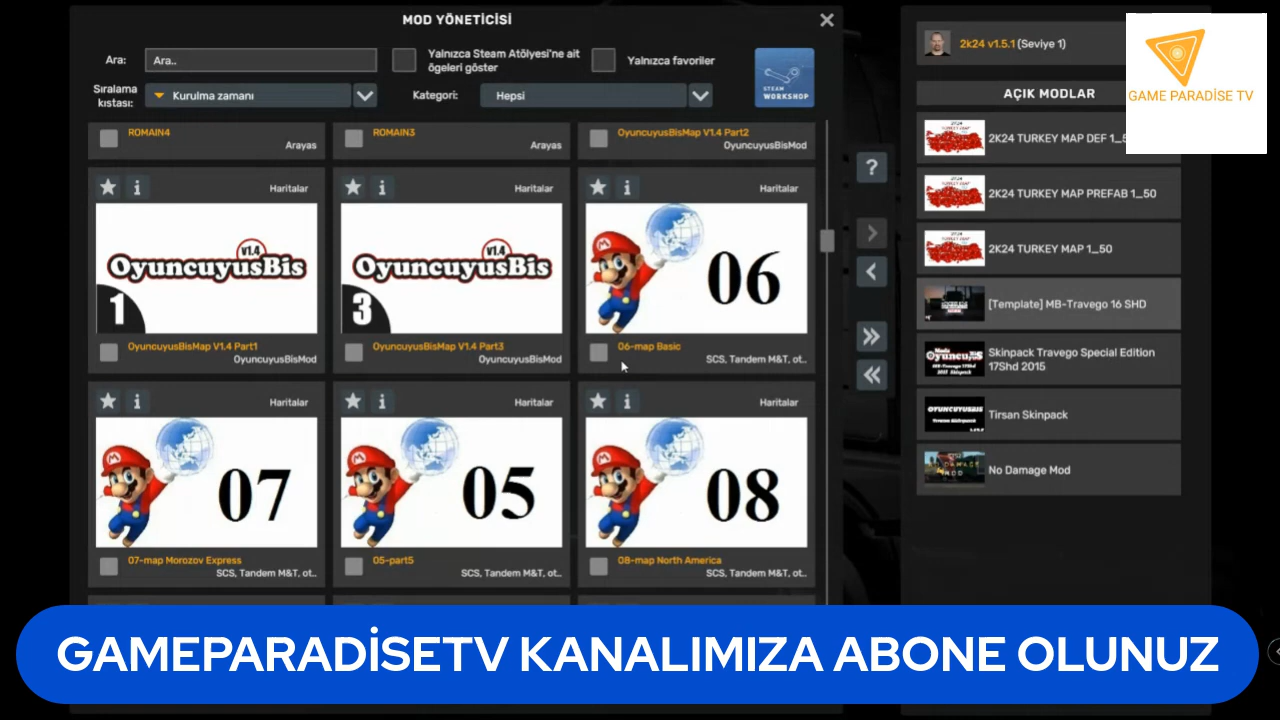 MOD YÖNETİCİSİ
Ara:
Ara..
Yalnızca Steam Atölyesi'ne ait
ögeleri göster
Yalnızca favoriler
STEAM
WORKSHOP
Sıralama
kıstası:
Kurulma zamanı
Kategori:
Hepsi
ROMAIN4
Arayas
ROMAIN3
Arayas
OyuncuyusBisMap V1.4 Part2
OyuncuyusBisMod
Haritalar
v1.4
OyuncuyusBis
1
OyuncuyusBisMap V1.4 Part1
OyuncuyusBisMod
Haritalar
v1.4
OyuncuyusBis
3
OyuncuyusBisMap V1.4 Part3
OyuncuyusBisMod
Haritalar
06
06-map Basic
SCS, Tandem M&T, ot..
Haritalar
07
07-map Morozov Express
SCS, Tandem M&T, ot..
Haritalar
05
05-part5
SCS, Tandem M&T, ot..
Haritalar
08
08-map North America
SCS, Tandem M&T, ot..
?
2k24 v1.5.1 (Seviye 1)
AÇIK MODLAR
2K24 TURKEY MAP DEF 1_5
2K24 TURKEY MAP PREFAB 1_50
2K24 TURKEY MAP 1_50
[Template] MB-Travego 16 SHD
Skinpack Travego Special Edition
17Shd 2015
Tirsan Skinpack
No Damage Mod
GAME PARADİSE TV
GAMEPARADİSETV KANALIMIZA ABONE OLUNUZ